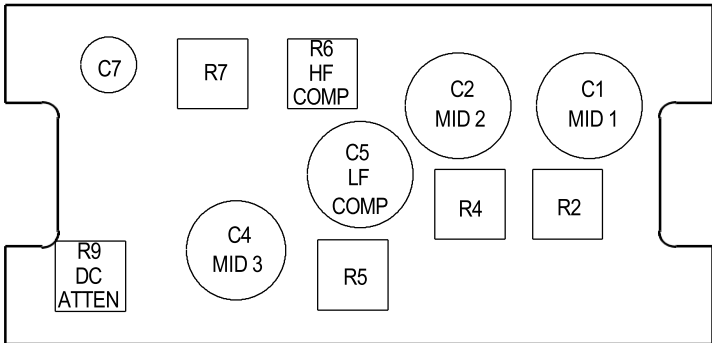 C7
R7
R6
HF
COMP
C2
MID 2
C1
MID 1
C5
LF
COMP
R4
R2
C4
MID 3
R9
DC
ATTEN
R5